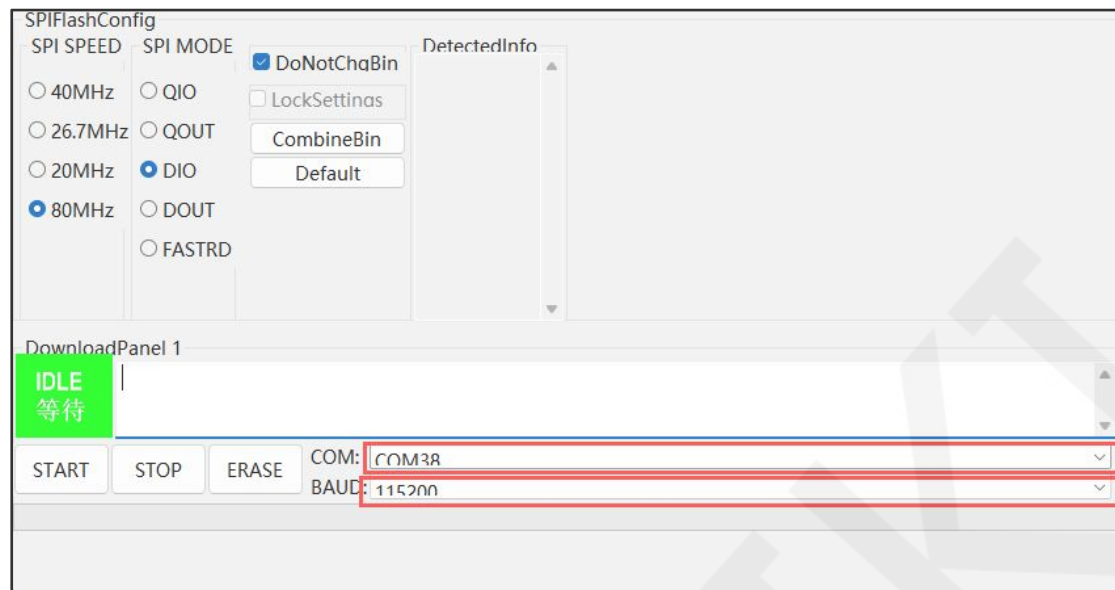 SPIFlashConfig
SPI SPEED
40MHz
26.7MHz
20MHz
80MHz
SPI MODE
QIO
QOUT
DIO
DOUT
FASTRD
DoNotChgBin
LockSettings
CombineBin
Default
DetectedInfo
DownloadPanel 1
IDLE
等待
START
STOP
ERASE
COM: COM38
BAUD: 115200